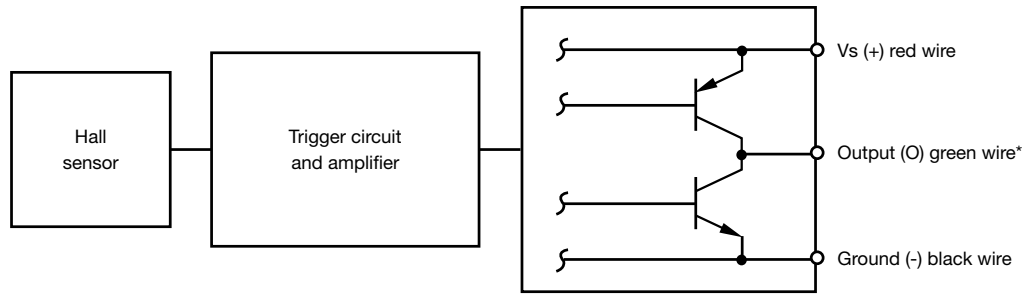 Hall
sensor
Trigger circuit
and amplifier
Vs (+) red wire
Output (O) green wire*
Ground (-) black wire